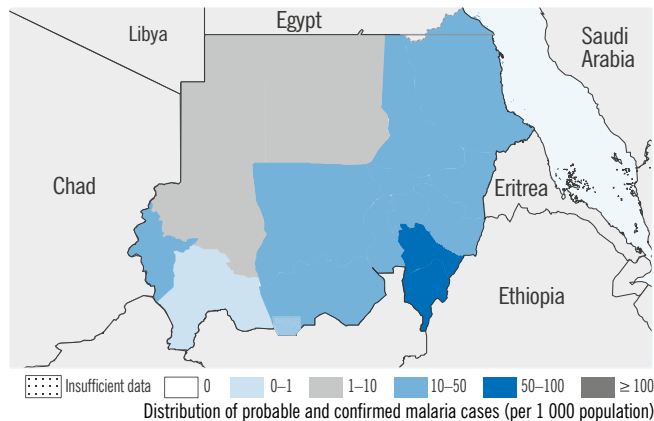 Libya
Egypt
Saudi
Arabia
Chad
Eritrea
Ethiopia
Insufficient data
0
0–1
1–10
10–50
50–100
≥ 100
Distribution of probable and confirmed malaria cases (per 1 000 population)